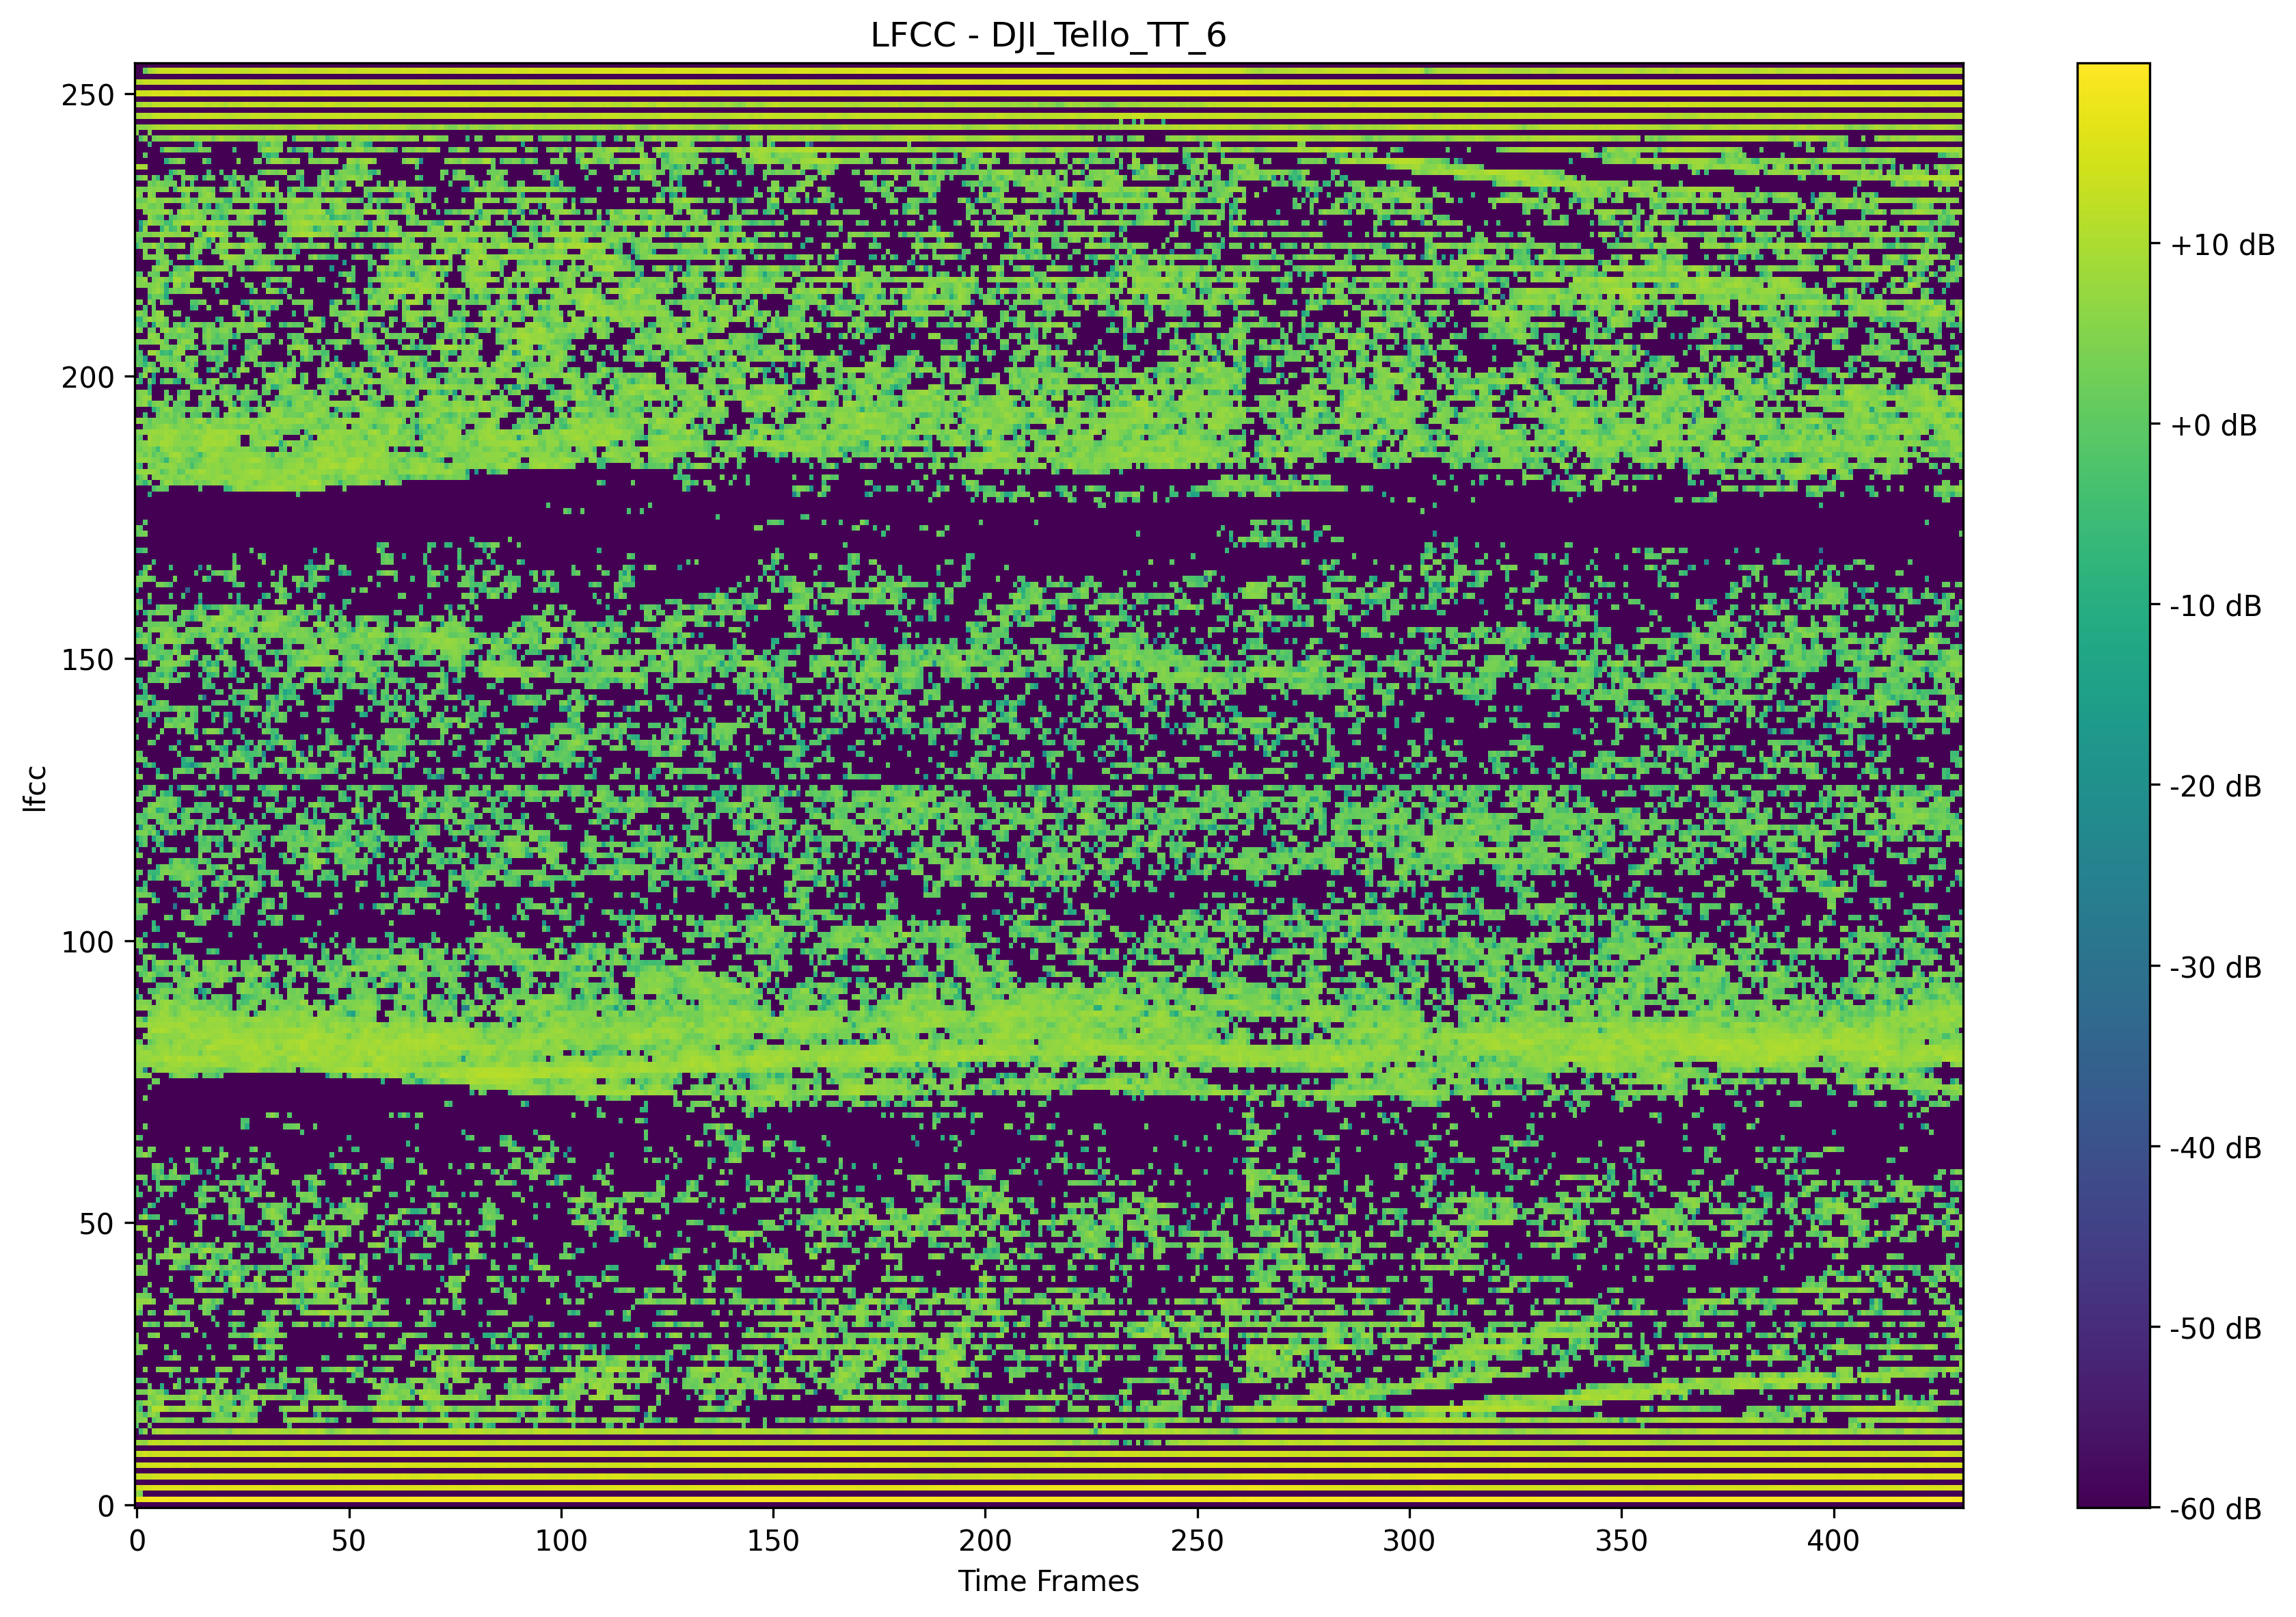 LFCC - DJI_Tello_TT_6
250
200
150
100
50
0
lfcc
0 50 100 150 200 250 300 350 400
Time Frames
+10 dB
+0 dB
-10 dB
-20 dB
-30 dB
-40 dB
-50 dB
-60 dB